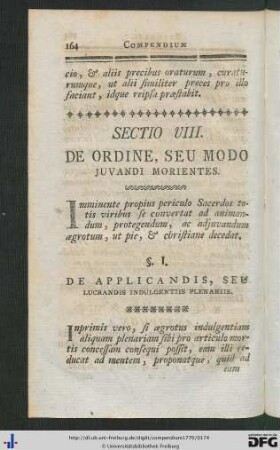 164 COMPENDIUM
cio, & aliis precibus oraturum, curatu-
rumque, ut alii similiter preces pro illo
faciant, idque reipsa præstabit.
SECTIO VIII.
DE ORDINE, SEU MODO
JUVANDI MORIENTES.
Imminente propius periculo Sacerdos to-
tis viribus se convertat ad animan-
dum, protegendum, ac adjuvandum
ægrotum, ut pie, & christiane decedat.
§. I.
DE APPLICANDIS, SEU
LUCRANDIS INDULGENTIIS PLENARIIS.
Inprimis vero, si ægrotus indulgentiam
aliquam plenariam sibi pro articulo mor-
tis concessam consequi possit, eam illi re-
ducat ad mentem, proponatque, quid ad
eam
http://dl.ub.uni-freiburg.de/diglit/compendium1779/0174
© Universitätsbibliothek Freiburg
gefördert durch die
DFG